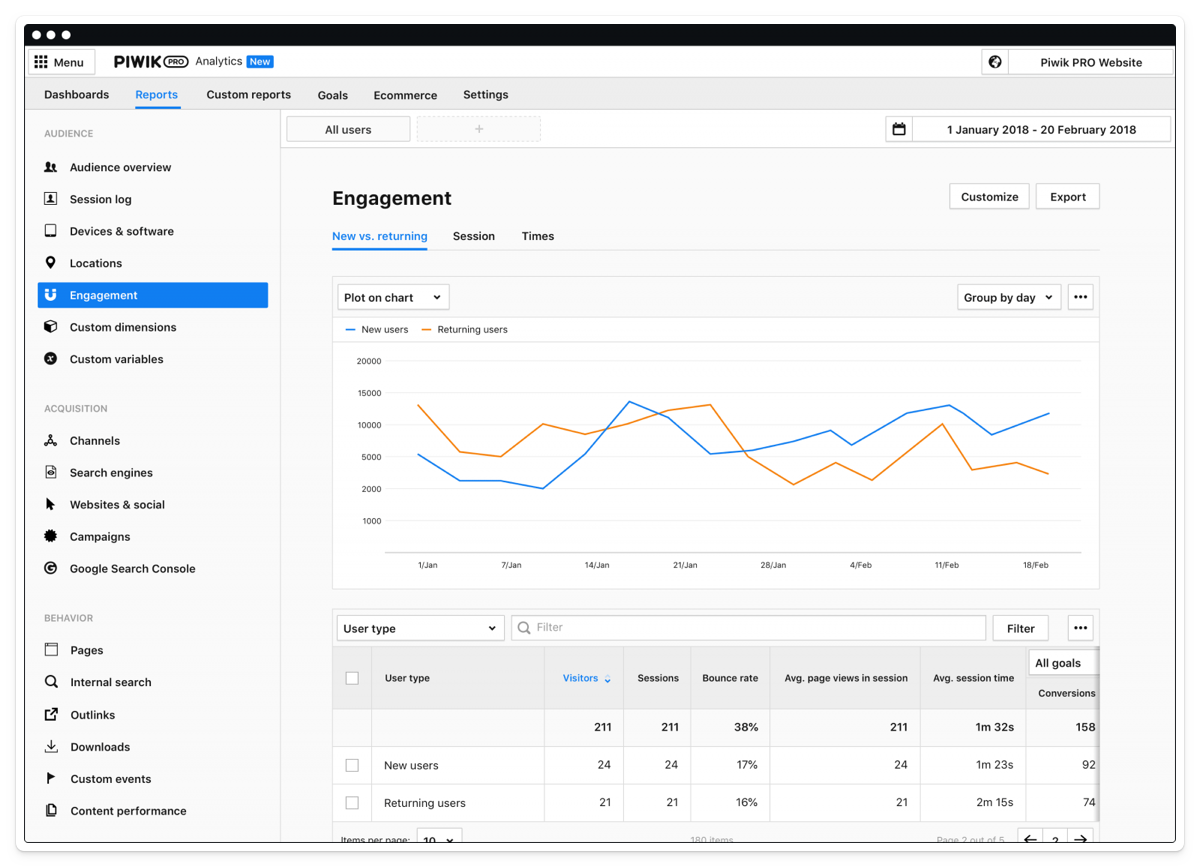 Menu
PIWIK PRO Analytics New
Piwik PRO Website
Dashboards Reports Custom reports Goals Ecommerce Settings
AUDIENCE
Audience overview
Session log
Devices & software
Locations
Engagement
Custom dimensions
Custom variables
ACQUISITION
Channels
Search engines
Websites & social
Campaigns
Google Search Console
BEHAVIOR
Pages
Internal search
Outlinks
Downloads
Custom events
Content performance
All users +
1 January 2018 - 20 February 2018
Engagement
Customize Export
New vs. returning Session Times
Plot on chart Group by day
New users Returning users
20000
15000
10000
5000
2000
1000
1/Jan 7/Jan 14/Jan 21/Jan 28/Jan 4/Feb 11/Feb 18/Feb
User type Filter Filter
All goals
User type Visitors Sessions Bounce rate Avg. page views in session Avg. session time Conversions
211 211 38% 211 1m 32s 158
New users 24 24 17% 24 1m 23s 92
Returning users 21 21 16% 21 2m 15s 74
Items per page: 10 180 items Page 2 out of 5 2